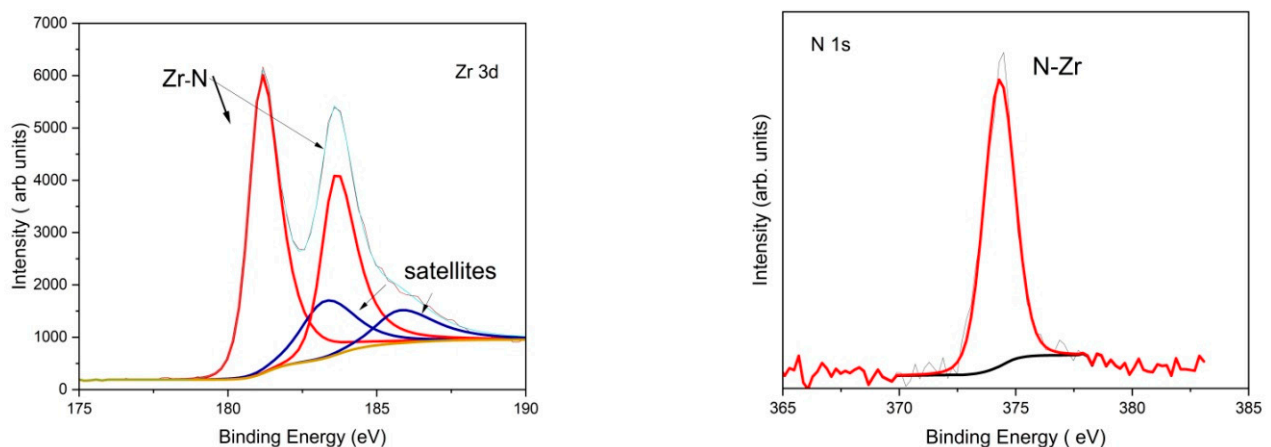 7000
6000
5000
4000
3000
2000
1000
0
Intensity ( arb units)
Zr-N
Zr 3d
satellites
175
180
185
190
Binding Energy (eV)
N 1s
N-Zr
Intensity (arb. units)
365
370
375
380
385
Binding Energy ( eV)